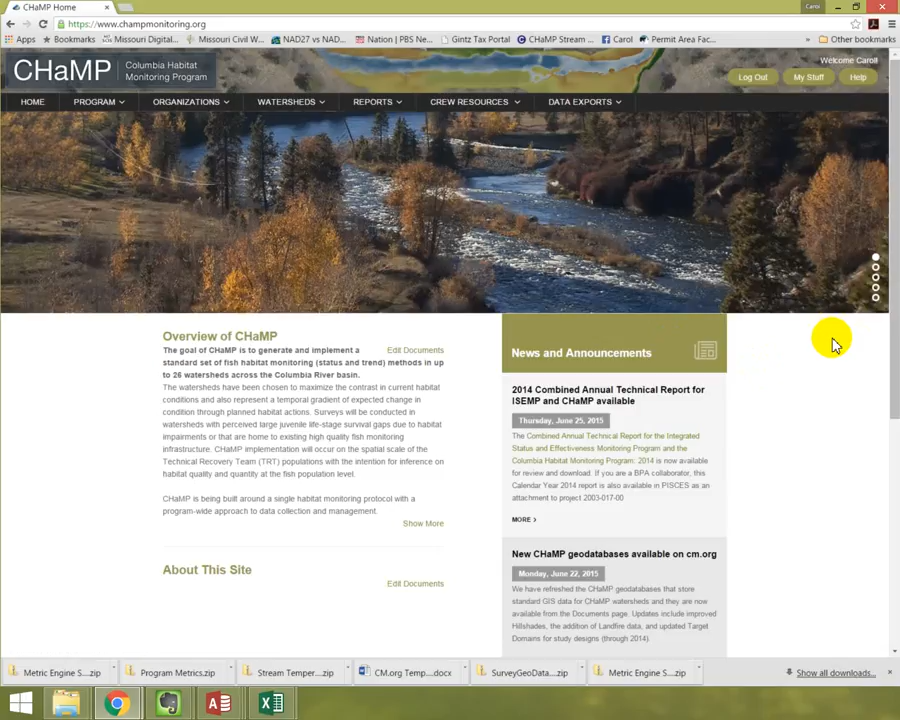 CHaMP Home
Carol
https://www.champmonitoring.org
Apps
Bookmarks
Missouri Digital...
Missouri Civil W...
NAD27 vs NAD...
Nation | PBS Ne...
Gintz Tax Portal
CHaMP Stream ...
Carol
Permit Area Fac...
Other bookmarks
CHaMP
Columbia Habitat
Monitoring Program
Welcome Caroll
Log Out
My Stuff
Help
HOME
PROGRAM
ORGANIZATIONS
WATERSHEDS
REPORTS
CREW RESOURCES
DATA EXPORTS
Overview of CHaMP
Edit Documents
The goal of CHaMP is to generate and implement a
standard set of fish habitat monitoring (status and trend) methods in up
to 26 watersheds across the Columbia River basin.
The watersheds have been chosen to maximize the contrast in current habitat
conditions and also represent a temporal gradient of expected change in
condition through planned habitat actions. Surveys will be conducted in
watersheds with perceived large juvenile life-stage survival gaps due to habitat
impairments or that are home to existing high quality fish monitoring
infrastructure. CHaMP implementation will occur on the spatial scale of the
Technical Recovery Team (TRT) populations with the intention for inference on
habitat quality and quantity at the fish population level.
CHaMP is being built around a single habitat monitoring protocol with a
program-wide approach to data collection and management.
Show More
About This Site
Edit Documents
News and Announcements
2014 Combined Annual Technical Report for
ISEMP and CHaMP available
Thursday, June 25, 2015
The Combined Annual Technical Report for the Integrated
Status and Effectiveness Monitoring Program and the
Columbia Habitat Monitoring Program: 2014 is now available
for review and download. If you are a BPA collaborator, this
Calendar Year 2014 report is also available in PISCES as an
attachment to project 2003-017-00
MORE >
New CHaMP geodatabases available on cm.org
Monday, June 22, 2015
We have refreshed the CHaMP geodatabases that store
standard GIS data for CHaMP watersheds and they are now
available from the Documents page. Updates include improved
Hillshades, the addition of Landfire data, and updated Target
Domains for study designs (through 2014).
Metric Engine S....zip
Program Metrics.zip
Stream Temper....zip
CM.org Temp....docx
SurveyGeoData....zip
Metric Engine S....zip
Show all downloads...